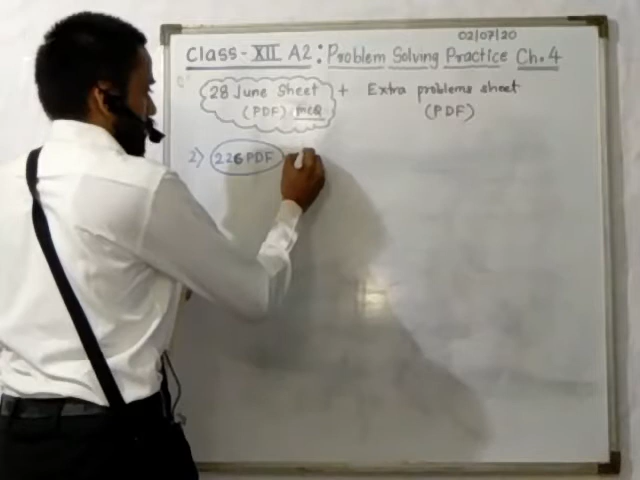 02/07/20
Class - XII A2 : Problem Solving Practice Ch. 4
28 June Sheet + Extra problems sheet
(PDF) MCQ (PDF)
2) 226 PDF